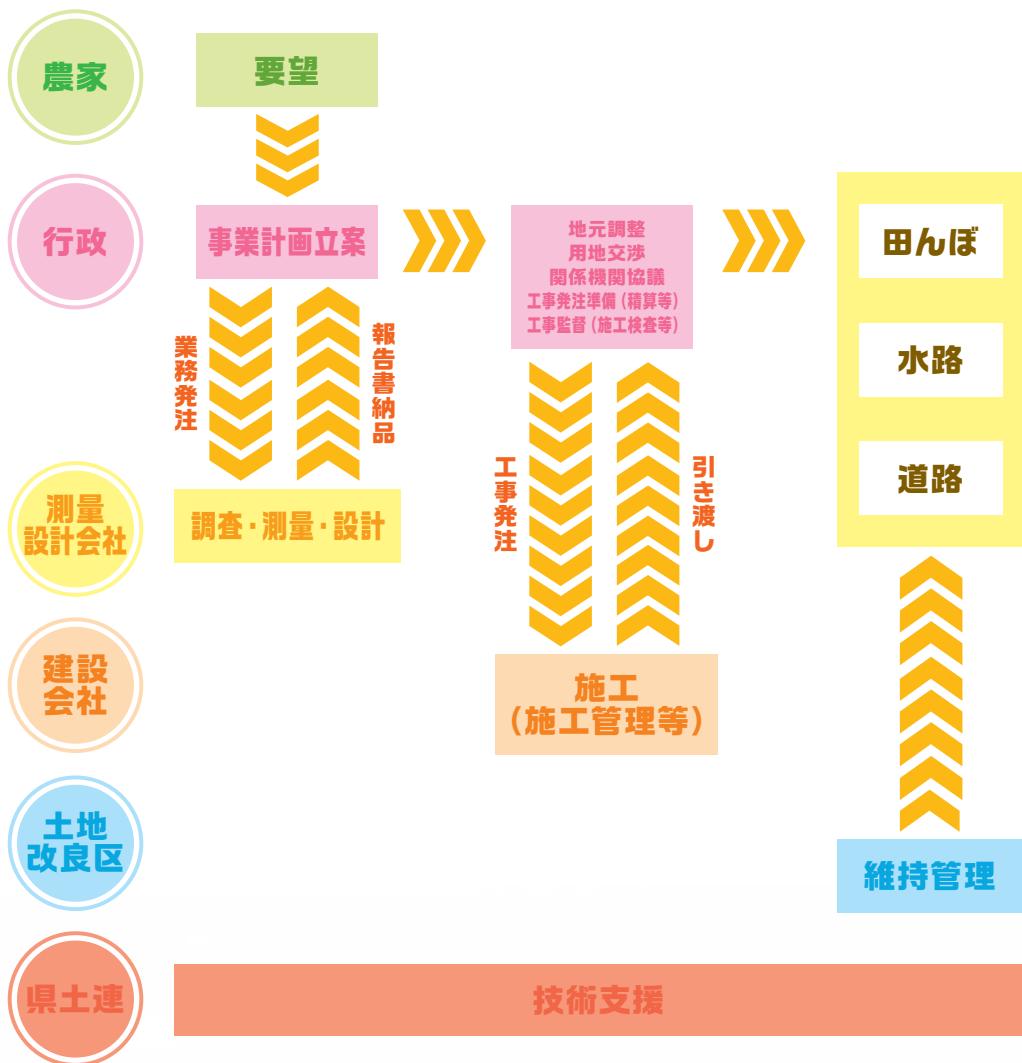 農家
要望
行政
事業計画立案
地元調整
用地交渉
関係機関協議
工事発注準備（積算等）
工事監督（施工検査等）
田んぼ
水路
道路
業務発注
報告書納品
測量
設計会社
調査・測量・設計
工事発注
引き渡し
建設
会社
施工
（施工管理等）
土地
改良区
維持管理
県土連
技術支援